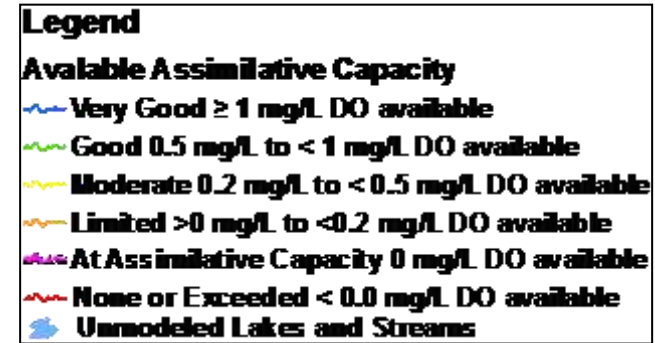 Legend
Avalable Assimilative Capacity
Very Good ≥ 1 mg/L DO available
Good 0.5 mg/L to < 1 mg/L DO available
Moderate 0.2 mg/L to < 0.5 mg/L DO available
Limited >0 mg/L to <0.2 mg/L DO available
At Assimilative Capacity 0 mg/L DO available
None or Exceeded < 0.0 mg/L DO available
Unmodeled Lakes and Streams